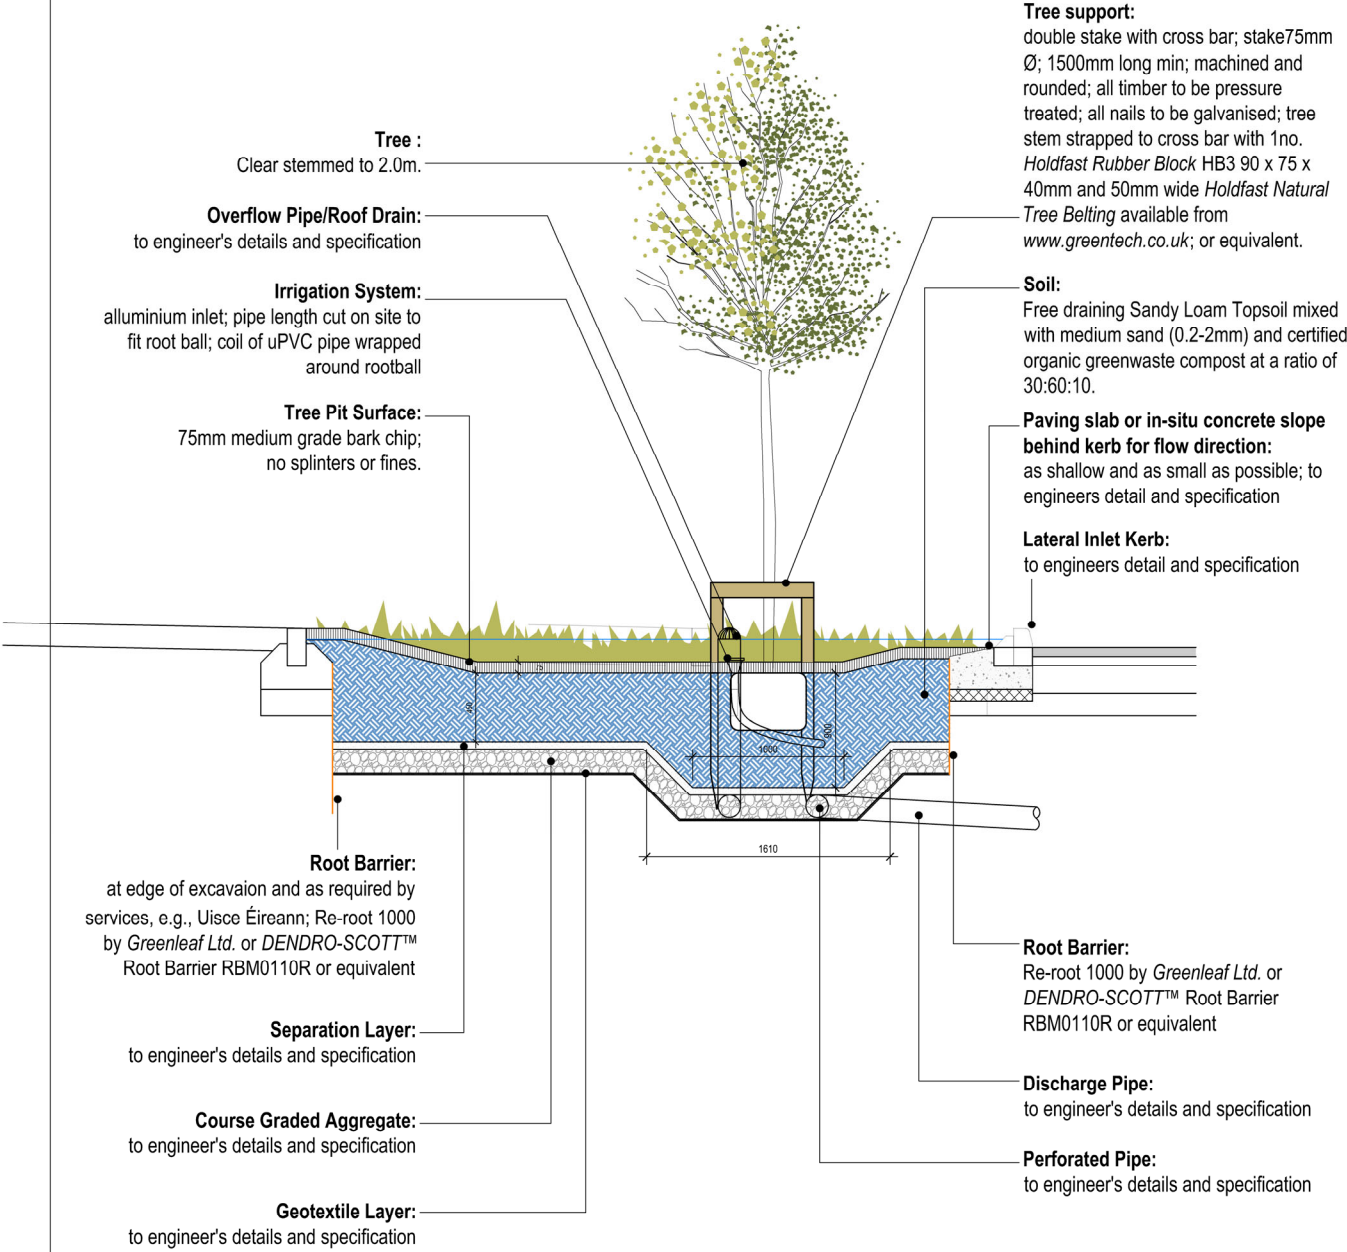 Tree :
Clear stemmed to 2.0m.
Overflow Pipe/Roof Drain:
to engineer's details and specification
Irrigation System:
alluminium inlet; pipe length cut on site to
fit root ball; coil of uPVC pipe wrapped
around rootball
Tree Pit Surface:
75mm medium grade bark chip;
no splinters or fines.
Tree support:
double stake with cross bar; stake75mm
Ø; 1500mm long min; machined and
rounded; all timber to be pressure
treated; all nails to be galvanised; tree
stem strapped to cross bar with 1no.
Holdfast Rubber Block HB3 90 x 75 x
40mm and 50mm wide Holdfast Natural
Tree Belting available from
www.greentech.co.uk; or equivalent.
Soil:
Free draining Sandy Loam Topsoil mixed
with medium sand (0.2-2mm) and certified
organic greenwaste compost at a ratio of
30:60:10.
Paving slab or in-situ concrete slope
behind kerb for flow direction:
as shallow and as small as possible; to
engineers detail and specification
Lateral Inlet Kerb:
to engineers detail and specification
75
450
900
1000
1610
Root Barrier:
at edge of excavaion and as required by
services, e.g., Uisce Éireann; Re-root 1000
by Greenleaf Ltd. or DENDRO-SCOTT™
Root Barrier RBM0110R or equivalent
Separation Layer:
to engineer's details and specification
Course Graded Aggregate:
to engineer's details and specification
Geotextile Layer:
to engineer's details and specification
Root Barrier:
Re-root 1000 by Greenleaf Ltd. or
DENDRO-SCOTT™ Root Barrier
RBM0110R or equivalent
Discharge Pipe:
to engineer's details and specification
Perforated Pipe:
to engineer's details and specification